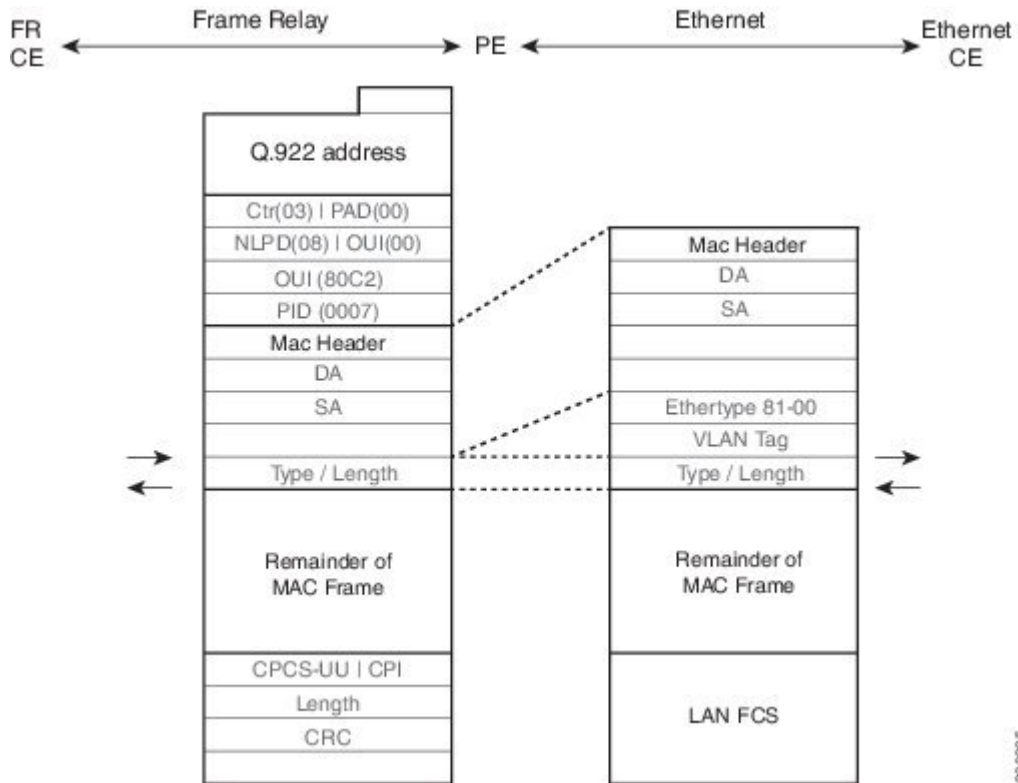 FR
CE
Frame Relay
PE
Ethernet
Ethernet
CE
Q.922 address
Ctr(03) | PAD(00)
NLPD(08) | OUI(00)
OUI (80C2)
PID (0007)
Mac Header
DA
SA
Type / Length
Remainder of
MAC Frame
CPCS-UU | CPI
Length
CRC
Mac Header
DA
SA
Ethertype 81-00
VLAN Tag
Type / Length
Remainder of
MAC Frame
LAN FCS